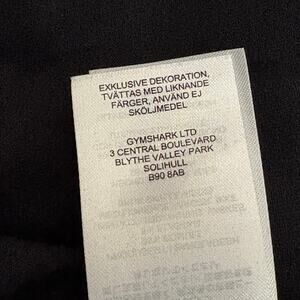 EXKLUSIVE DEKORATION,
TVÄTTAS MED LIKNANDE
FÄRGER, ANVÄND EJ
SKÖLJMEDEL
GYMSHARK LTD
3 CENTRAL BOULEVARD
BLYTHE VALLEY PARK
SOLIHULL
B90 8AB